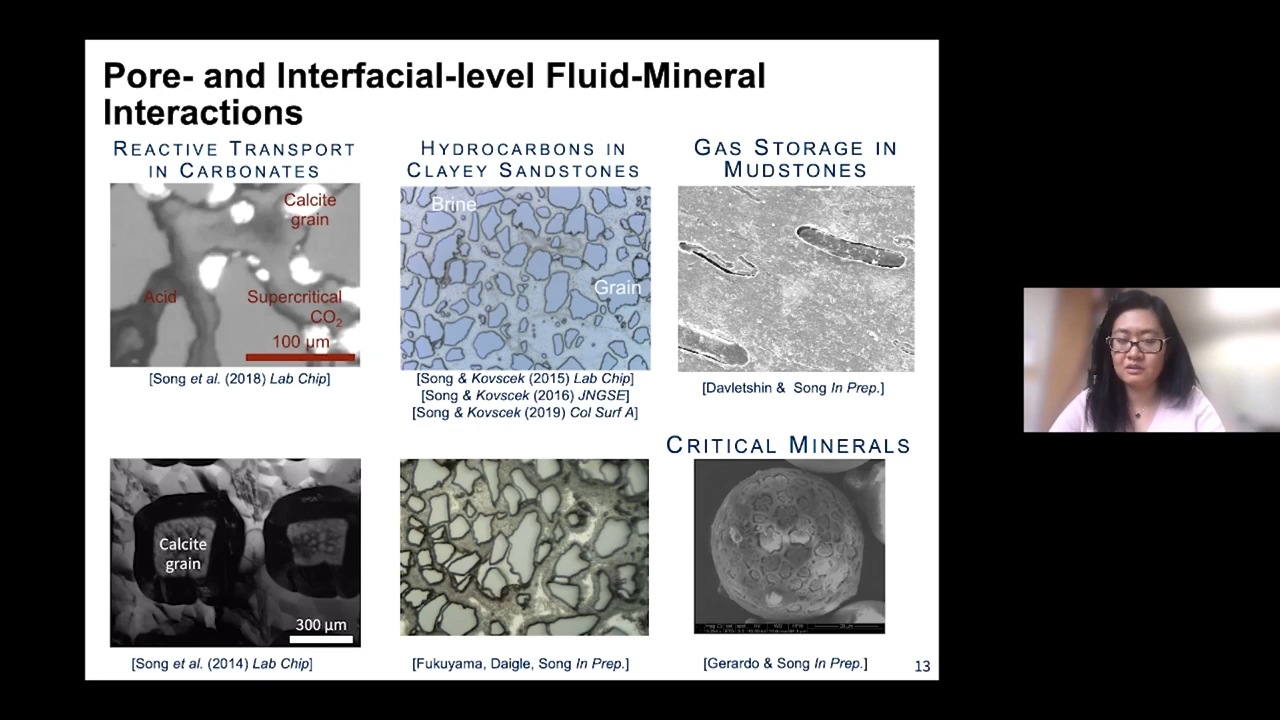 Pore- and Interfacial-level Fluid-Mineral
Interactions
REACTIVE TRANSPORT
IN CARBONATES
Calcite
grain
Acid
Supercritical
CO₂
100 µm
[Song et al. (2018) Lab Chip]
HYDROCARBONS IN
CLAYEY SANDSTONES
Brine
Grain
[Song & Kovscek (2015) Lab Chip]
[Song & Kovscek (2016) JNGSE]
[Song & Kovscek (2019) Col Surf A]
GAS STORAGE IN
MUDSTONES
[Davletshin & Song In Prep.]
Calcite
grain
300 µm
[Song et al. (2014) Lab Chip]
[Fukuyama, Daigle, Song In Prep.]
CRITICAL MINERALS
[Gerardo & Song In Prep.]
13